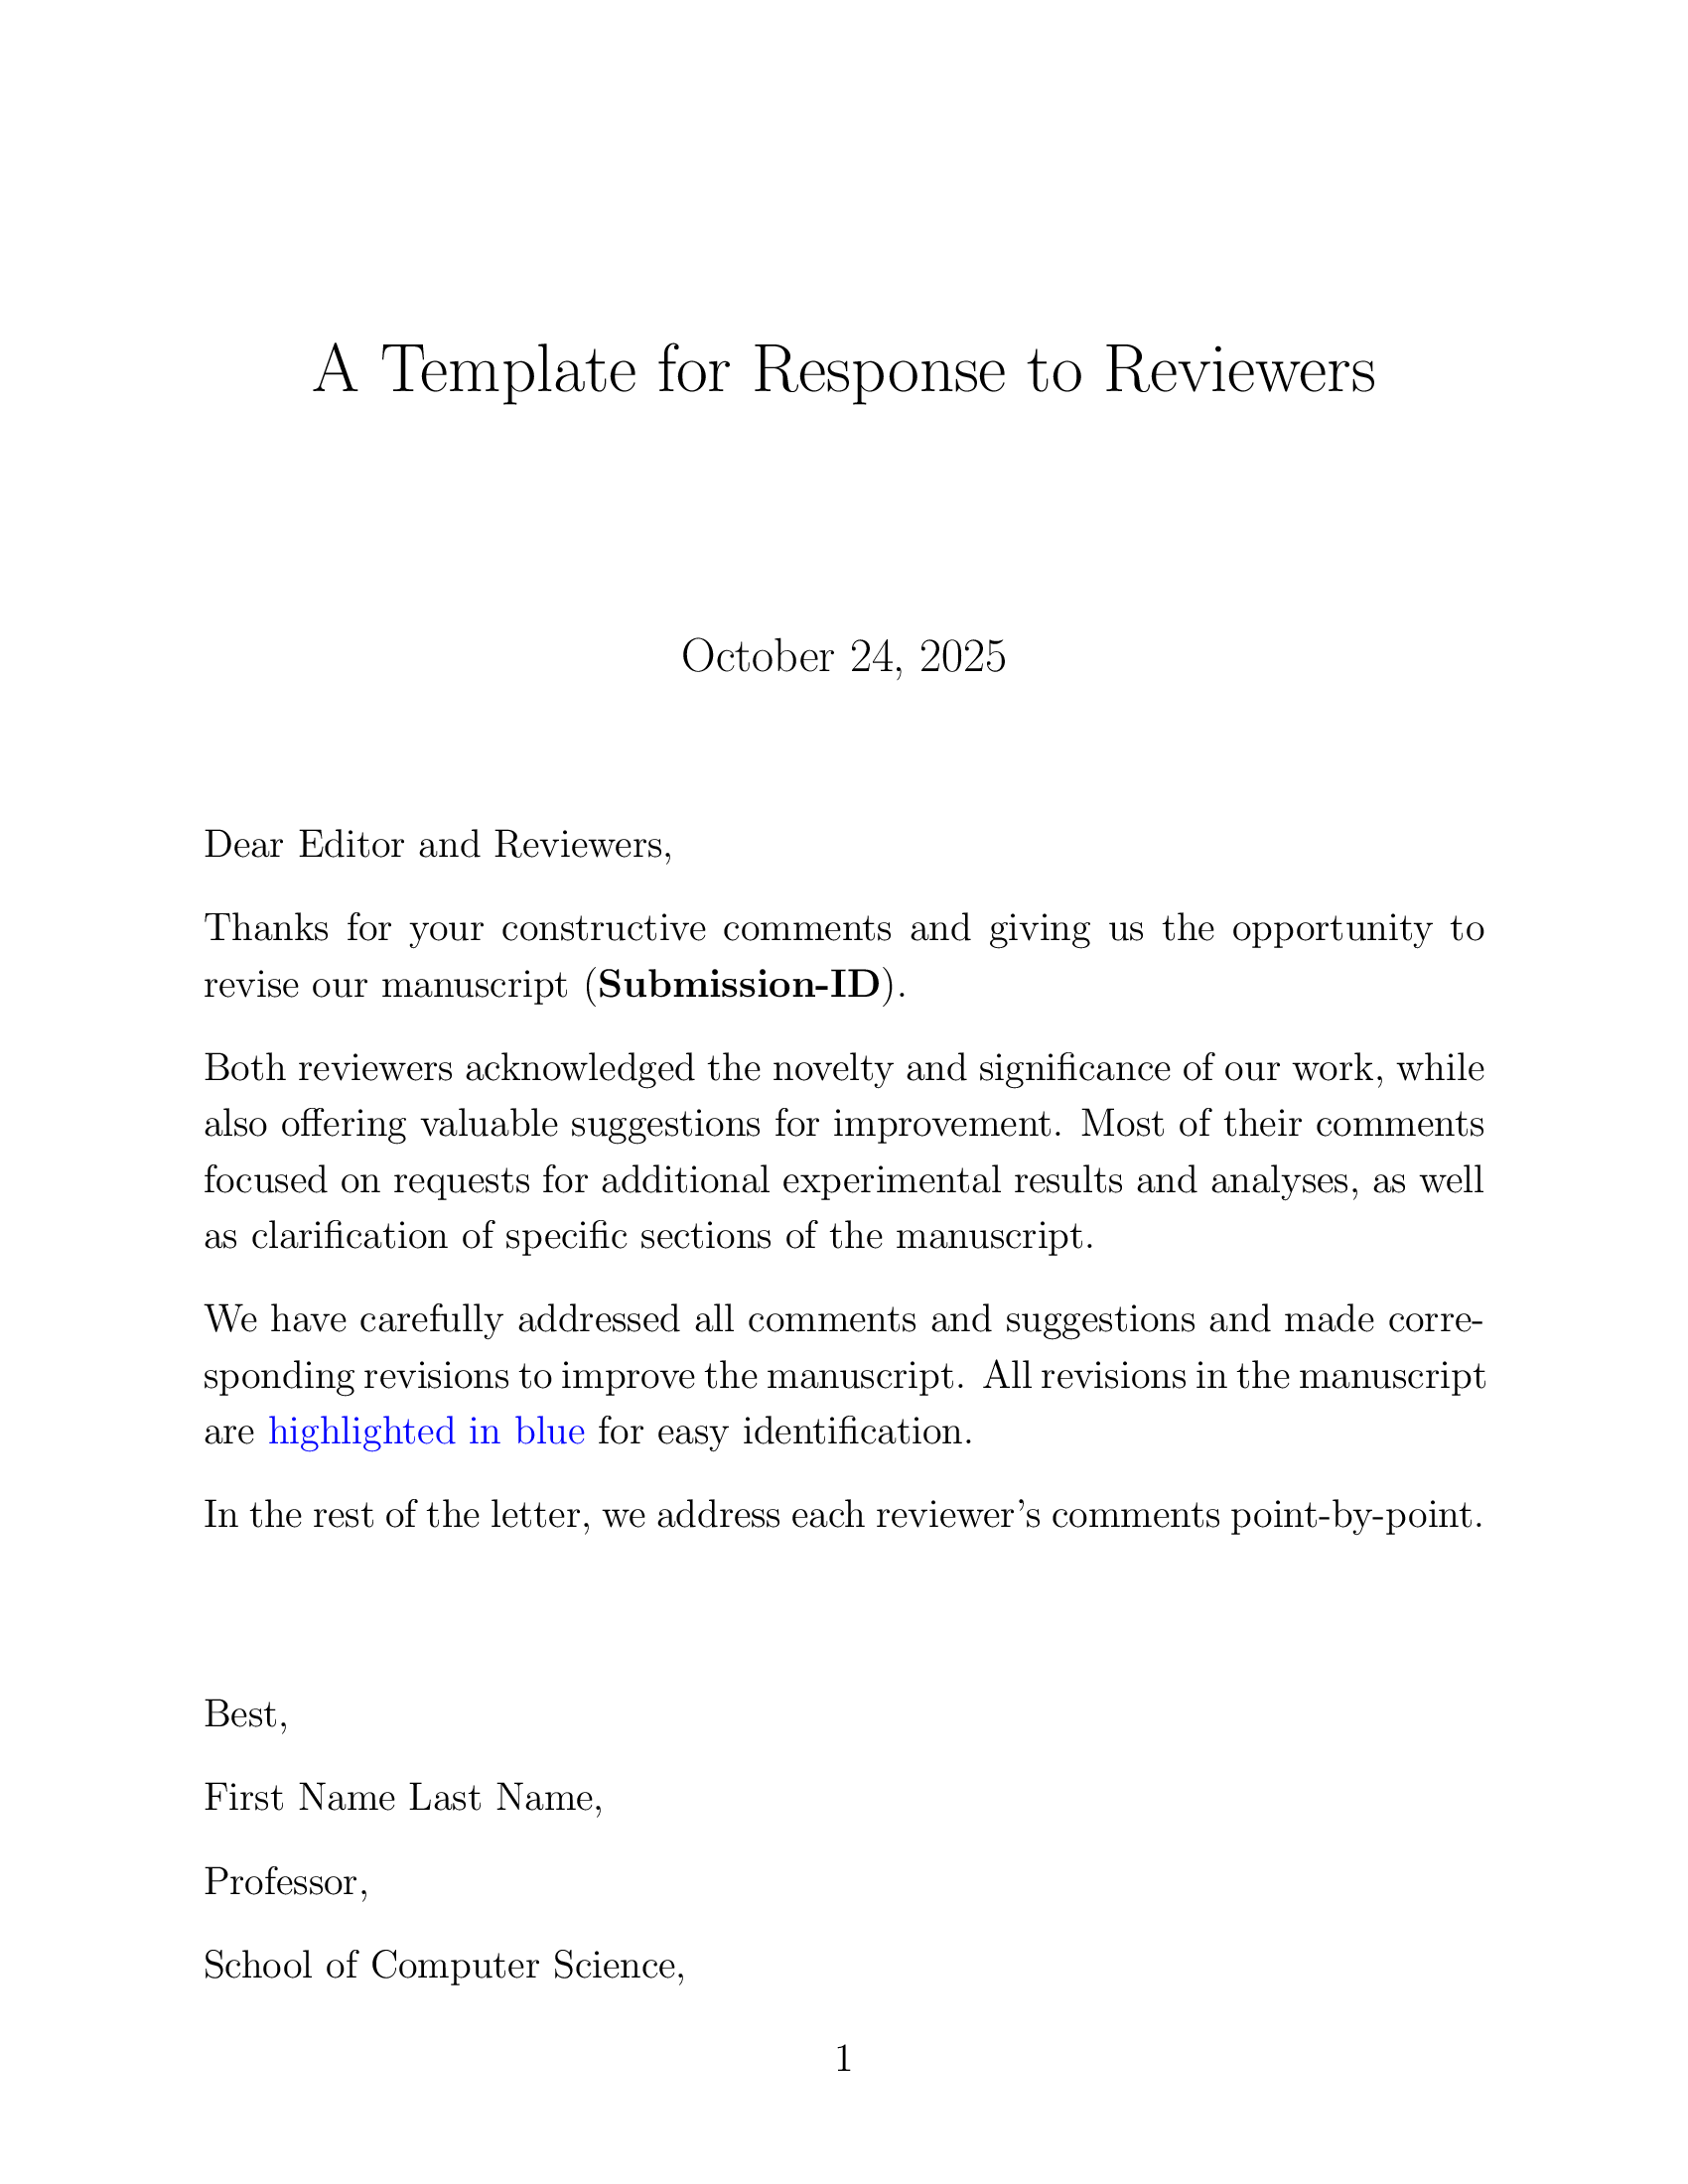 A Template for Response to Reviewers
October 24, 2025
Dear Editor and Reviewers,
Thanks for your constructive comments and giving us the opportunity to
revise our manuscript (Submission-ID).
Both reviewers acknowledged the novelty and significance of our work, while
also offering valuable suggestions for improvement. Most of their comments
focused on requests for additional experimental results and analyses, as well
as clarification of specific sections of the manuscript.
We have carefully addressed all comments and suggestions and made corre-
sponding revisions to improve the manuscript. All revisions in the manuscript
are highlighted in blue for easy identification.
In the rest of the letter, we address each reviewer’s comments point-by-point.
Best,
First Name Last Name,
Professor,
School of Computer Science,
1